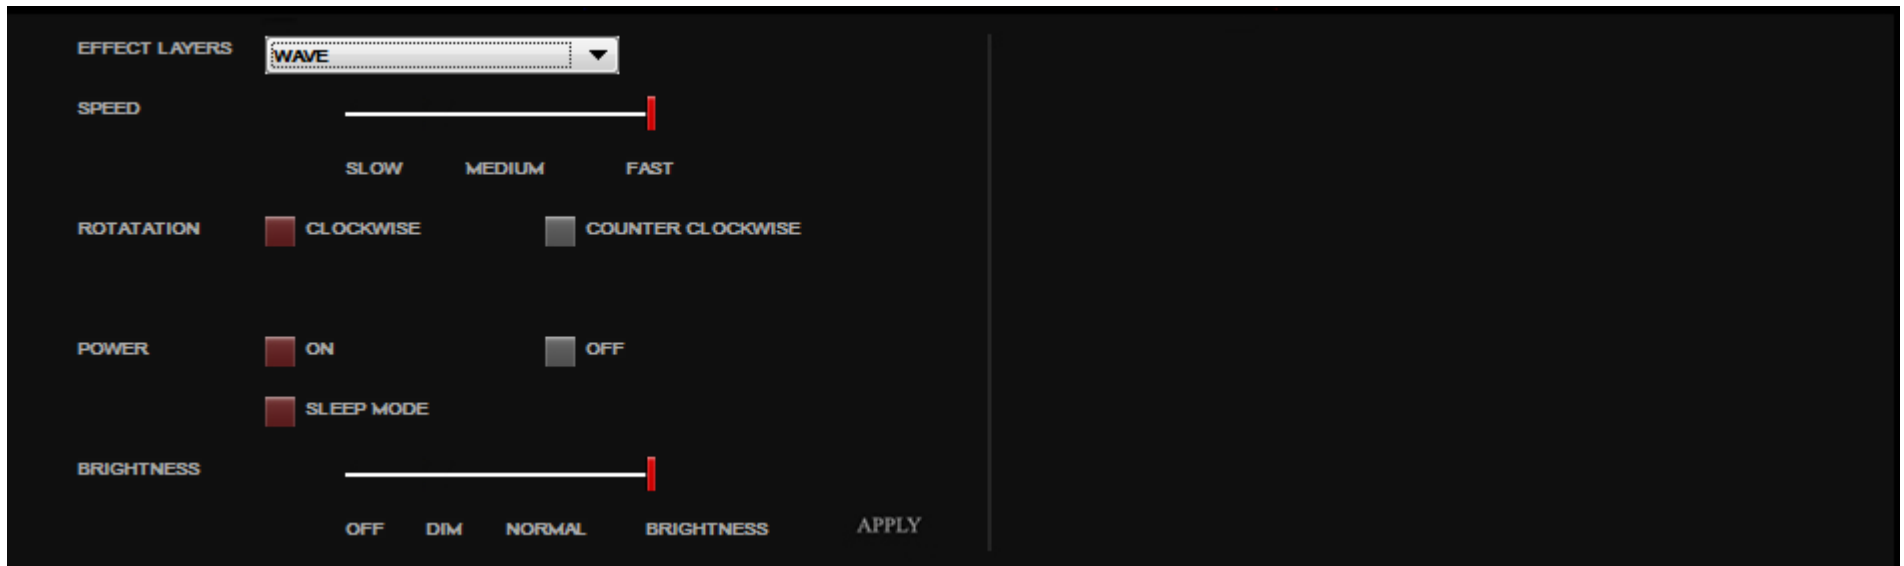 EFFECT LAYERS WAVE
SPEED
SLOW MEDIUM FAST
ROTATATION CLOCKWISE COUNTER CLOCKWISE
POWER ON OFF
SLEEP MODE
BRIGHTNESS
OFF DIM NORMAL BRIGHTNESS APPLY